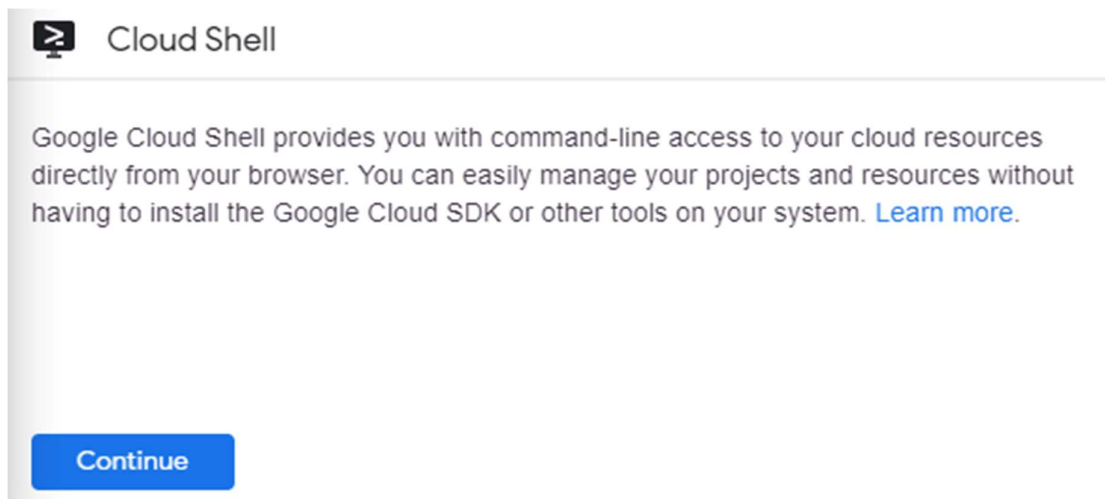 Cloud Shell
Google Cloud Shell provides you with command-line access to your cloud resources
directly from your browser. You can easily manage your projects and resources without
having to install the Google Cloud SDK or other tools on your system. Learn more.
Continue